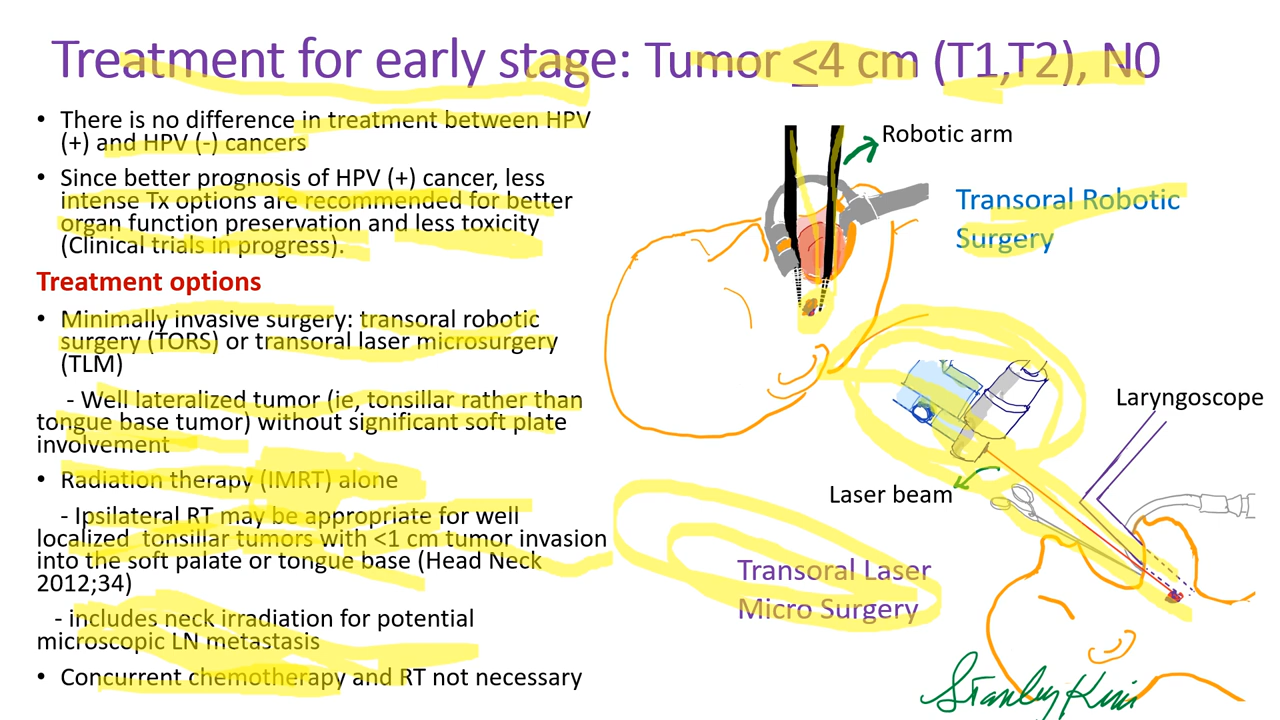 Treatment for early stage: Tumor <4 cm (T1,T2), N0
• There is no difference in treatment between HPV
(+) and HPV (-) cancers
• Since better prognosis of HPV (+) cancer, less
intense Tx options are recommended for better
organ function preservation and less toxicity
(Clinical trials in progress).
Treatment options
• Minimally invasive surgery: transoral robotic
surgery (TORS) or transoral laser microsurgery
(TLM)
- Well lateralized tumor (ie, tonsillar rather than
tongue base tumor) without significant soft plate
involvement
• Radiation therapy (IMRT) alone
- Ipsilateral RT may be appropriate for well
localized tonsillar tumors with <1 cm tumor invasion
into the soft palate or tongue base (Head Neck
2012;34)
- includes neck irradiation for potential
microscopic LN metastasis
• Concurrent chemotherapy and RT not necessary
Robotic arm
Transoral Robotic
Surgery
Laryngoscope
Laser beam
Transoral Laser
Micro Surgery
Stanley Kim